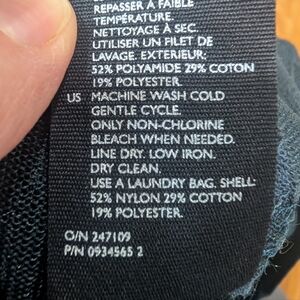 REPASSER A FAIBLE
TEMPÉRATURE.
NETTOYAGE À SEC.
UTILISER UN FILET DE
LAVAGE. EXTÉRIEUR:
52% POLYAMIDE 29% COTON
19% POLYESTER
US MACHINE WASH COLD
GENTLE CYCLE.
ONLY NON-CHLORINE
BLEACH WHEN NEEDED.
LINE DRY. LOW IRON.
DRY CLEAN.
USE A LAUNDRY BAG. SHELL:
52% NYLON 29% COTTON
19% POLYESTER.
O/N 247109
P/N 0934565 2